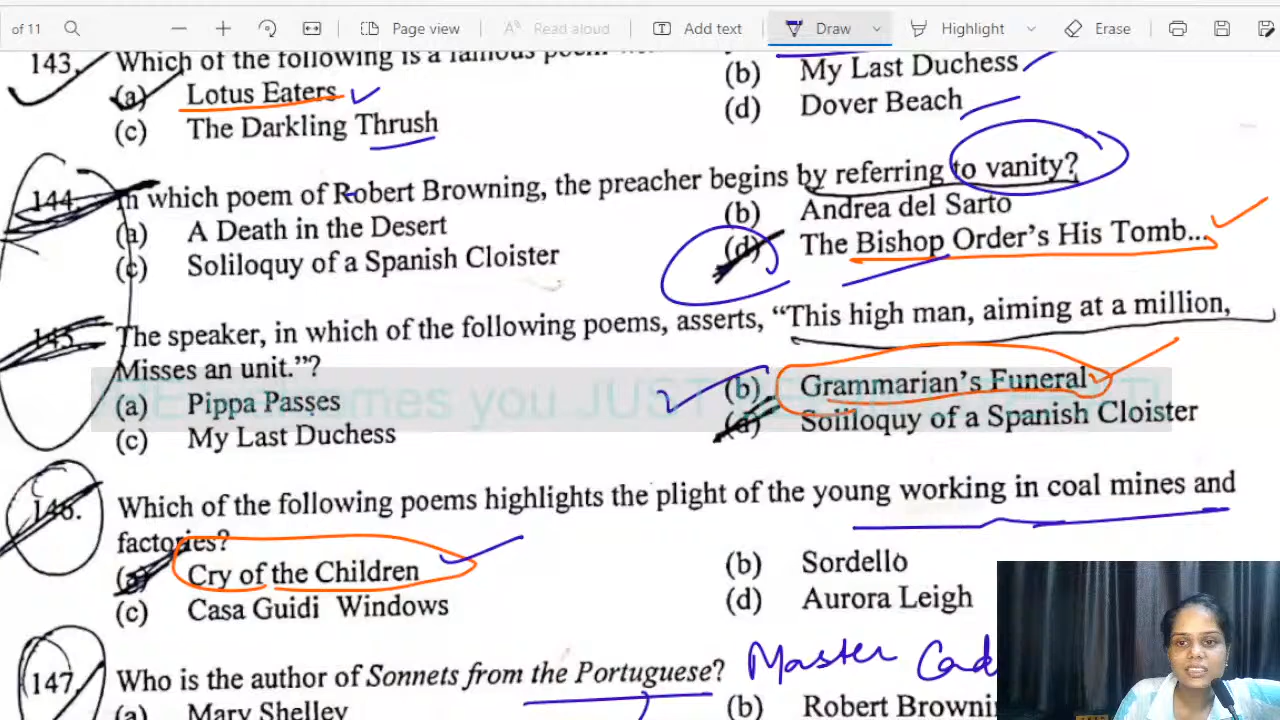 of 11
Page view
Read aloud
Add text
Draw
Highlight
Erase
143. Which of the following is a famous poem
(a) Lotus Eaters
(b) My Last Duchess
(c) The Darkling Thrush
(d) Dover Beach
144. In which poem of Robert Browning, the preacher begins by referring to vanity?
(a) A Death in the Desert
(b) Andrea del Sarto
(c) Soliloquy of a Spanish Cloister
(d) The Bishop Order's His Tomb...
145. The speaker, in which of the following poems, asserts, “This high man, aiming at a million,
Misses an unit.”?
(a) Pippa Passes
(b) Grammarian's Funeral
(c) My Last Duchess
(d) Soliloquy of a Spanish Cloister
146. Which of the following poems highlights the plight of the young working in coal mines and
factories?
(a) Cry of the Children
(b) Sordello
(c) Casa Guidi Windows
(d) Aurora Leigh
147. Who is the author of Sonnets from the Portuguese?
Master
(a) Mary Shelley
(b) Robert